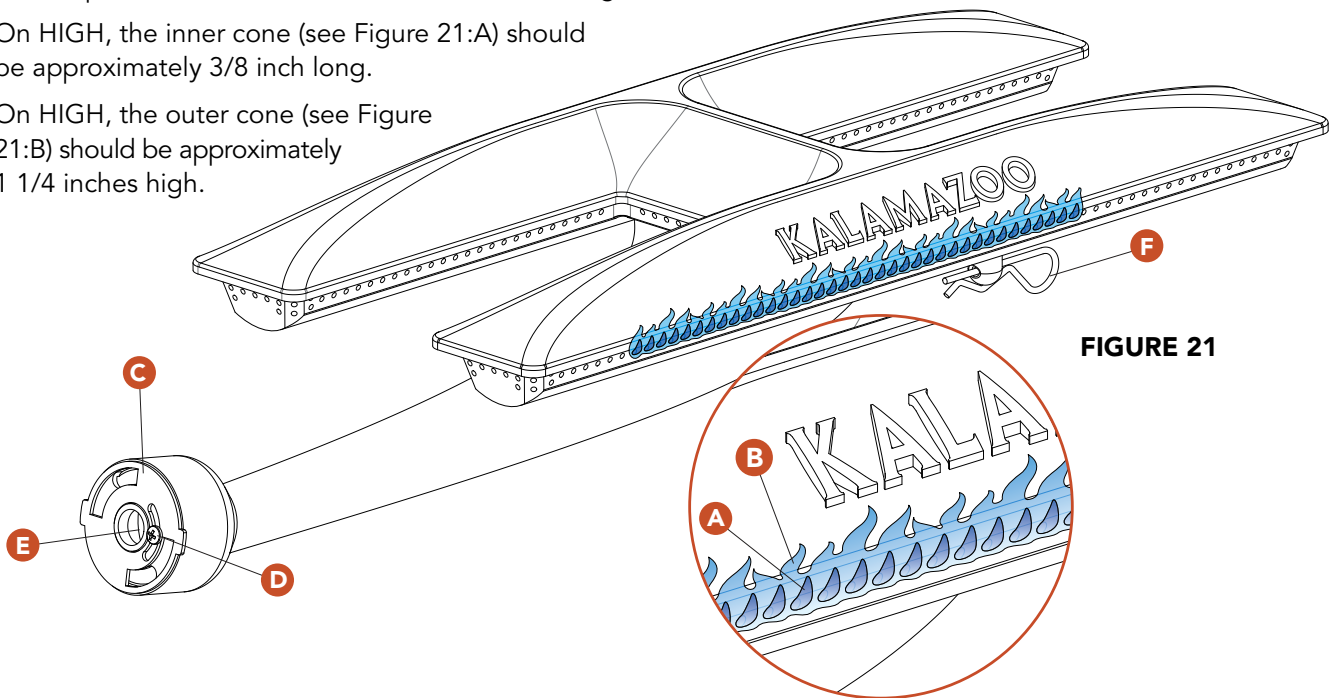 On HIGH, the inner cone (see Figure 21:A) should
be approximately 3/8 inch long.
On HIGH, the outer cone (see Figure
21:B) should be approximately
1 1/4 inches high.
KALAMAZOO
F
FIGURE 21
C
KALA
B
A
E
D